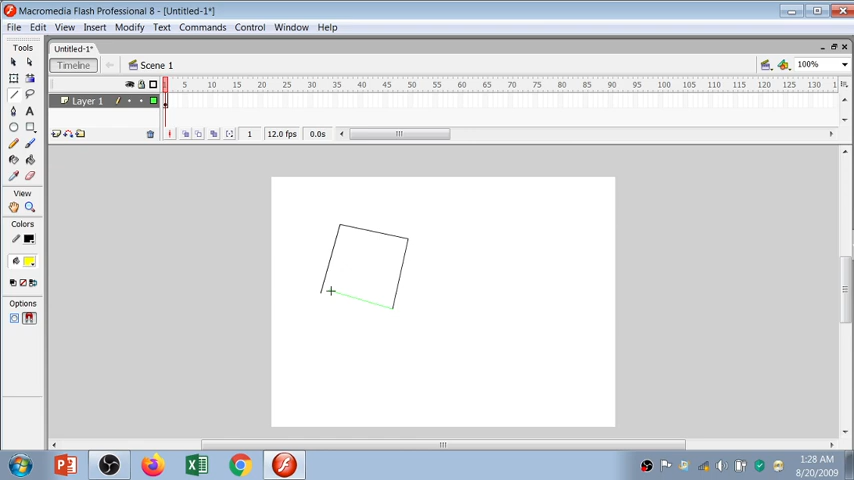 Macromedia Flash Professional 8 - [Untitled-1*]
File Edit View Insert Modify Text Commands Control Window Help
Tools
Untitled-1*
Timeline Scene 1 100%
1 5 10 15 20 25 30 35 40 45 50 55 60 65 70 75 80 85 90 95 100 105 110 115 120 125 130 1
Layer 1
1 12.0 fps 0.0s
View
Colors
Options
1:28 AM
8/20/2009